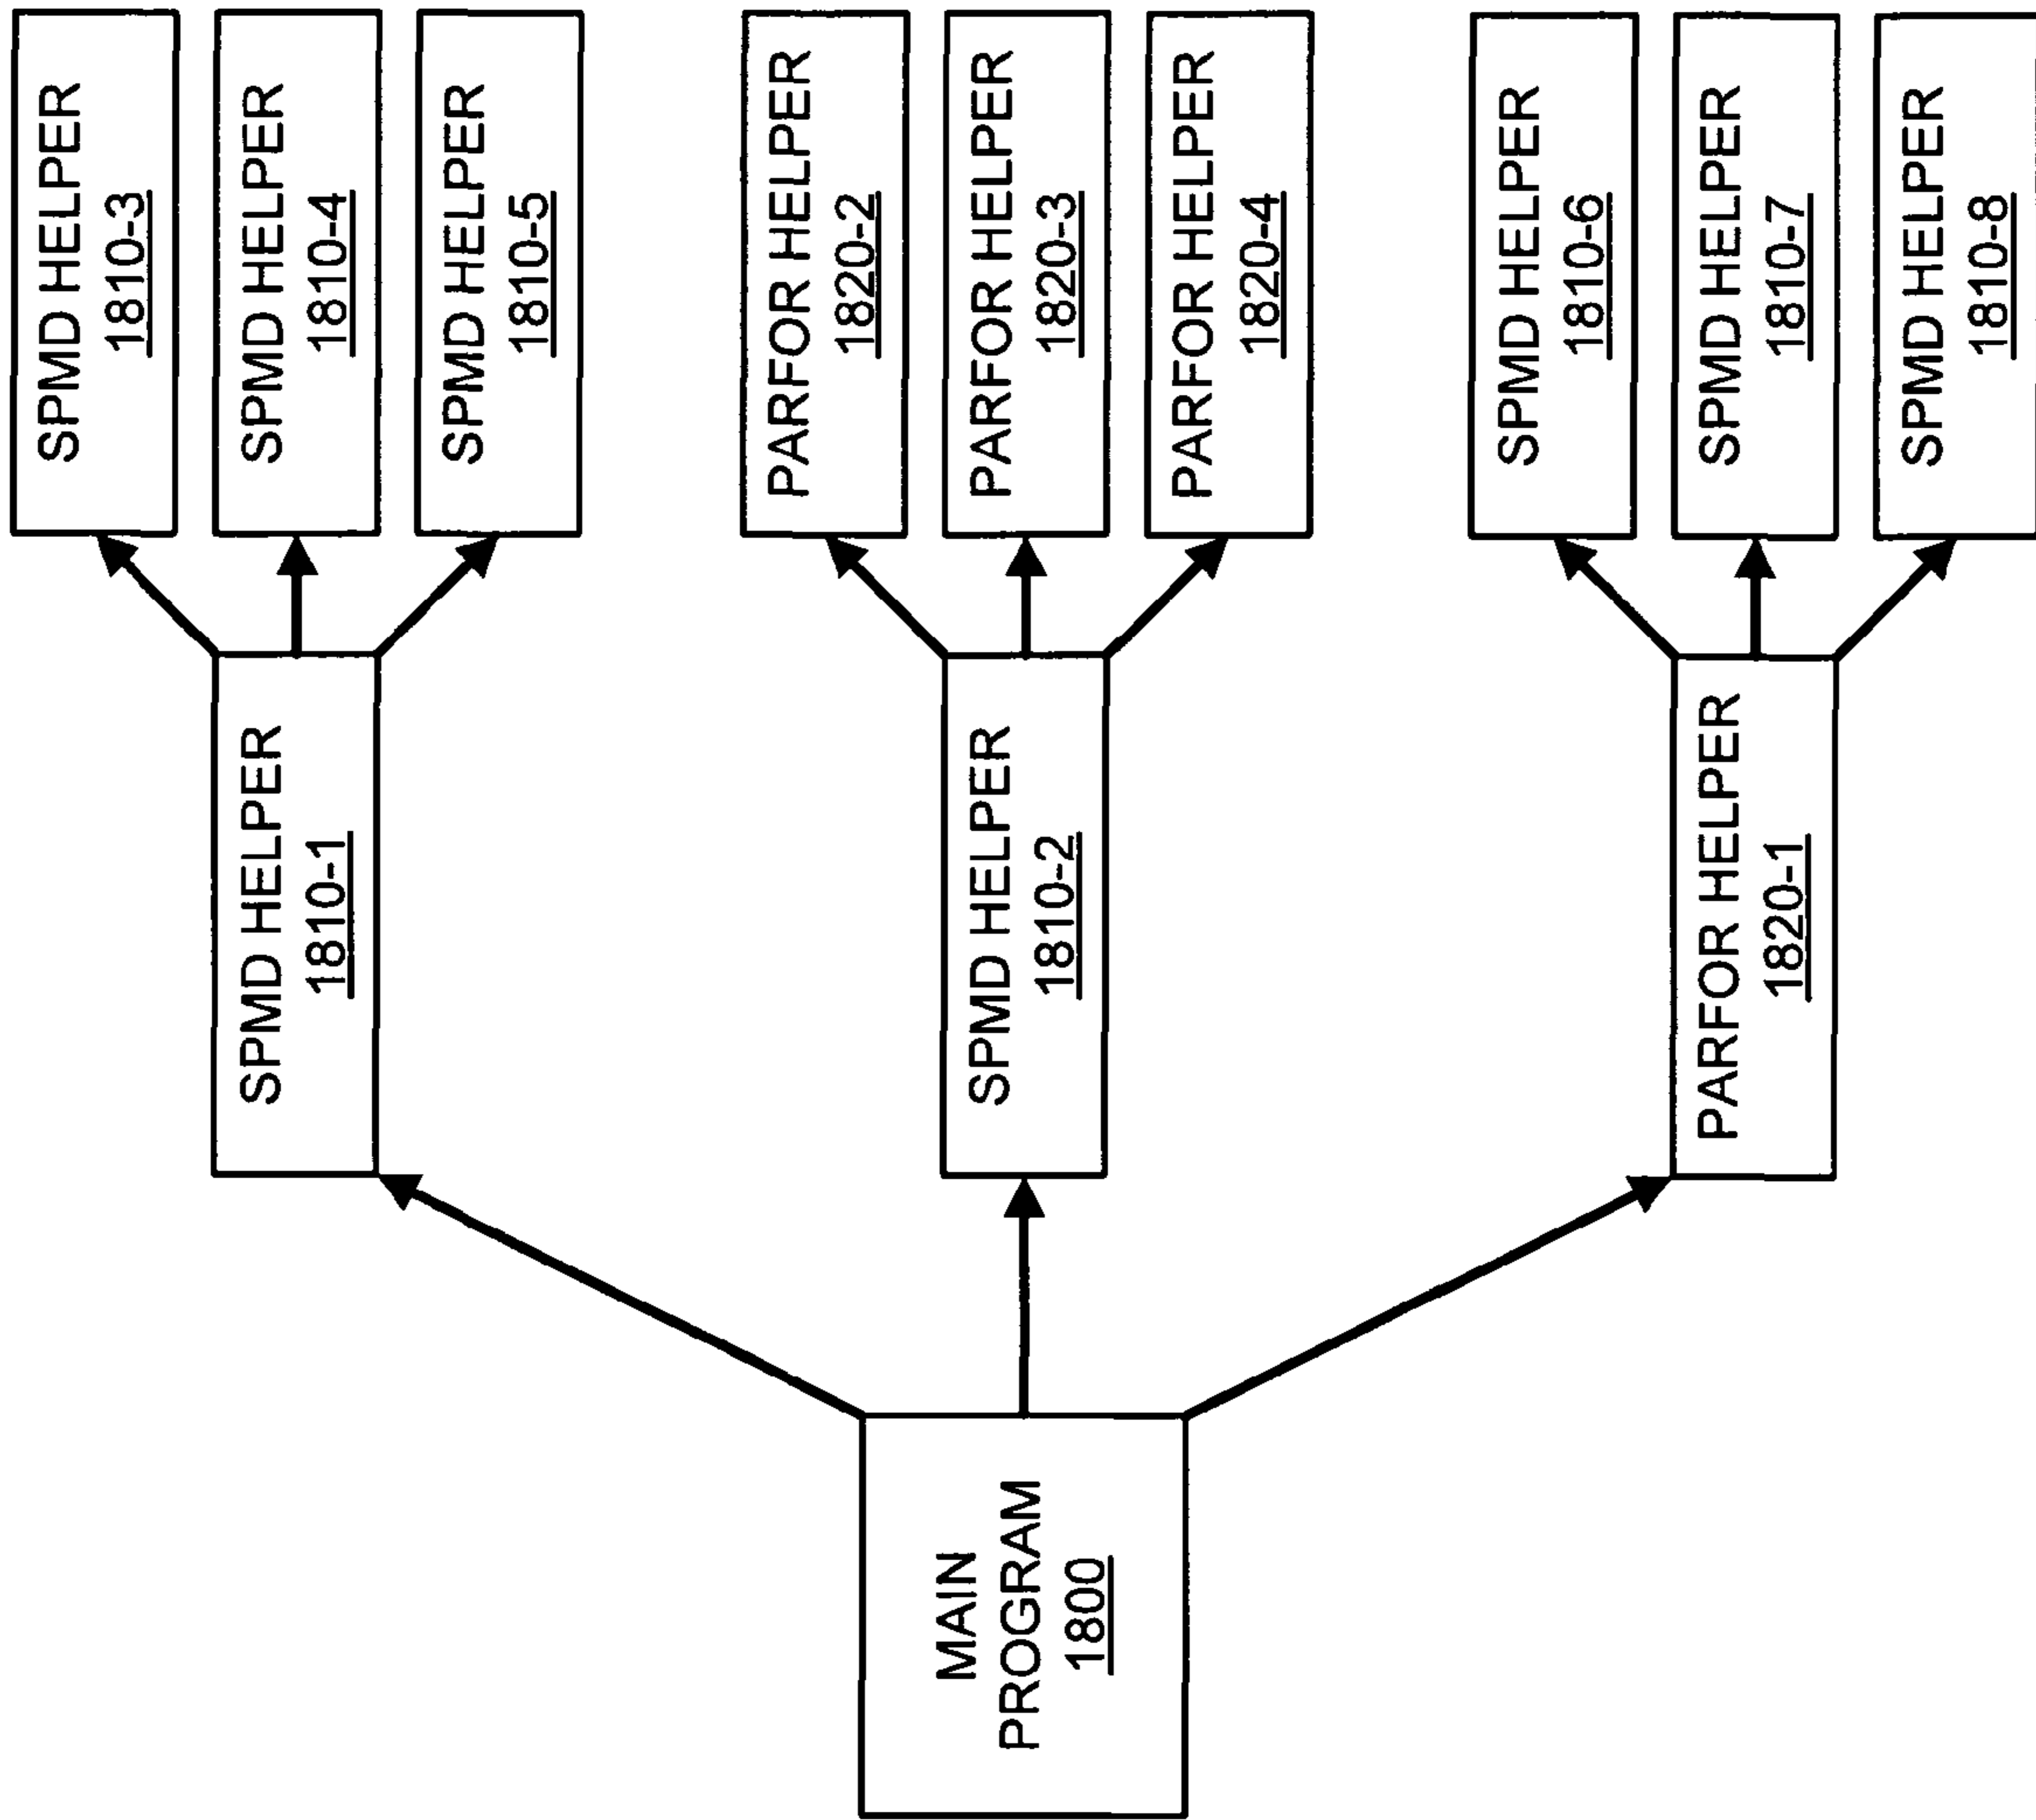 MAIN
PROGRAM
1800
SPMD HELPER
1810-1
SPMD HELPER
1810-2
PARFOR HELPER
1820-1
SPMD HELPER
1810-3
SPMD HELPER
1810-4
SPMD HELPER
1810-5
PARFOR HELPER
1820-2
PARFOR HELPER
1820-3
PARFOR HELPER
1820-4
SPMD HELPER
1810-6
SPMD HELPER
1810-7
SPMD HELPER
1810-8